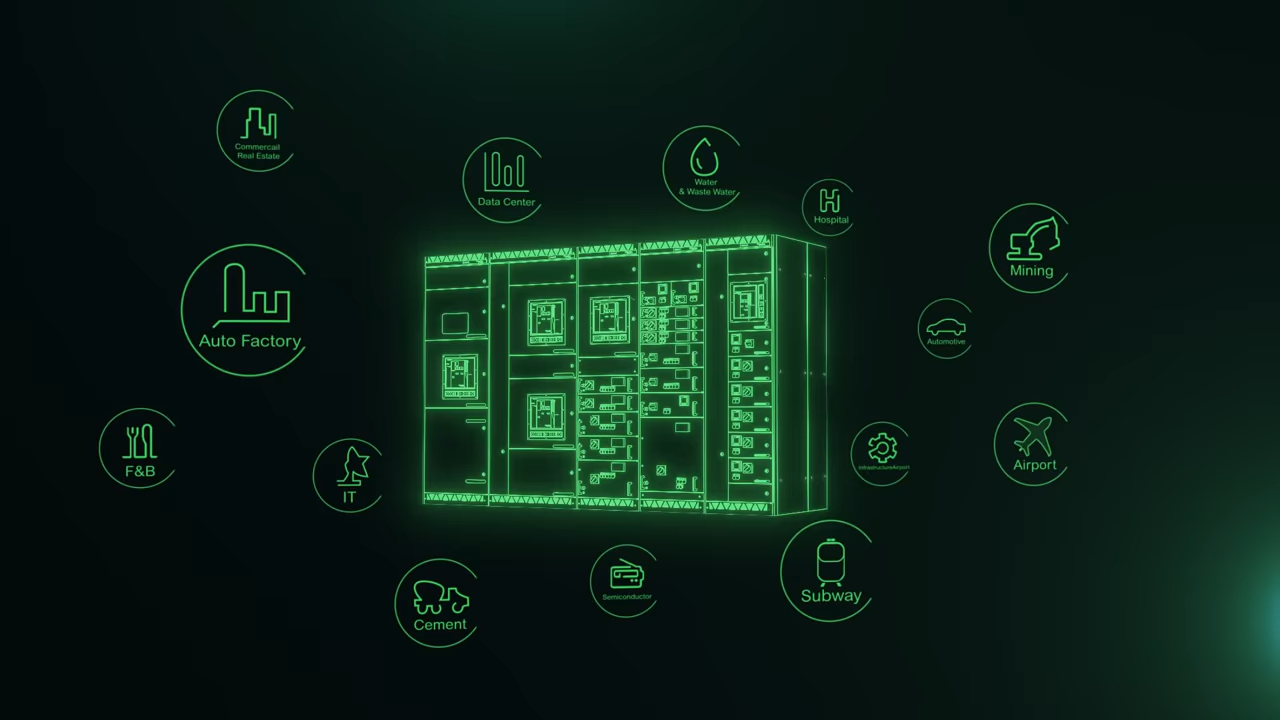 Commercail
Real Estate
Data Center
Water
& Waste Water
Hospital
Mining
Auto Factory
Automotive
F&B
IT
InfrastructureAirport
Airport
Cement
Semiconductor
Subway